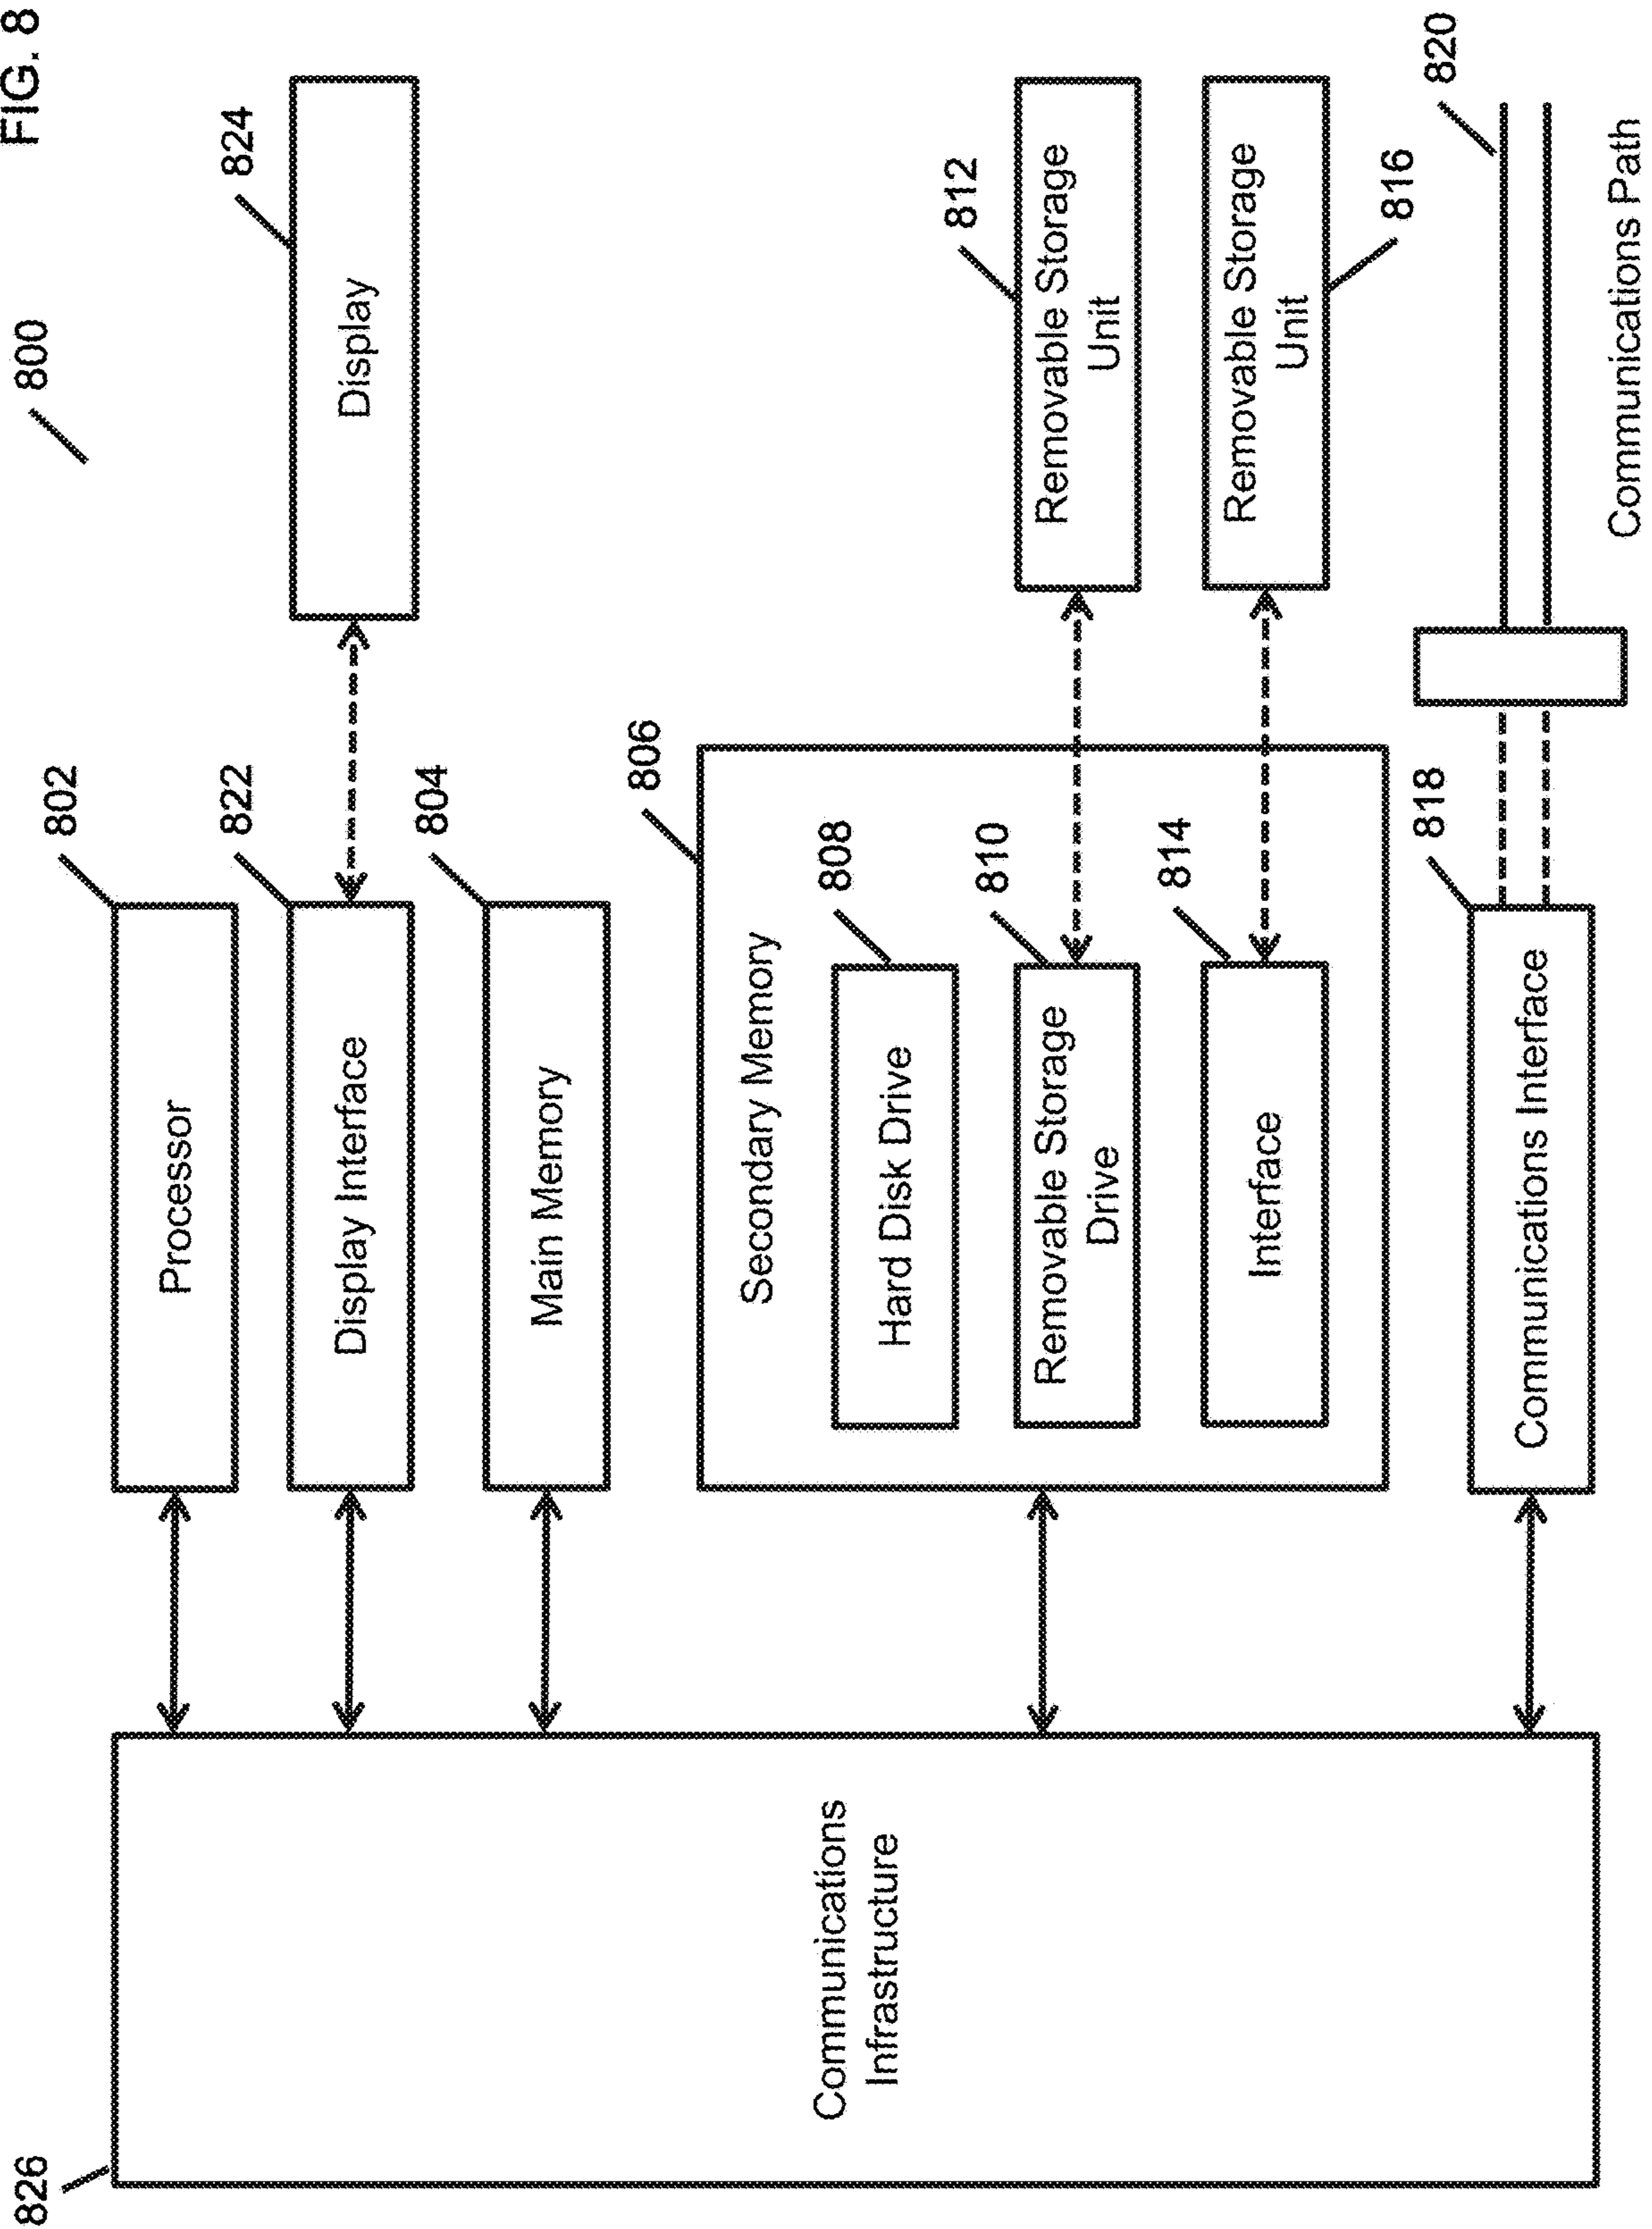 FIG. 8
800
826
Communications
Infrastructure
802
Processor
822
Display Interface
824
Display
804
Main Memory
806
Secondary Memory
808
Hard Disk Drive
810
Removable Storage
Drive
812
Removable Storage
Unit
814
Interface
Removable Storage
Unit
816
818
Communications Interface
820
Communications Path